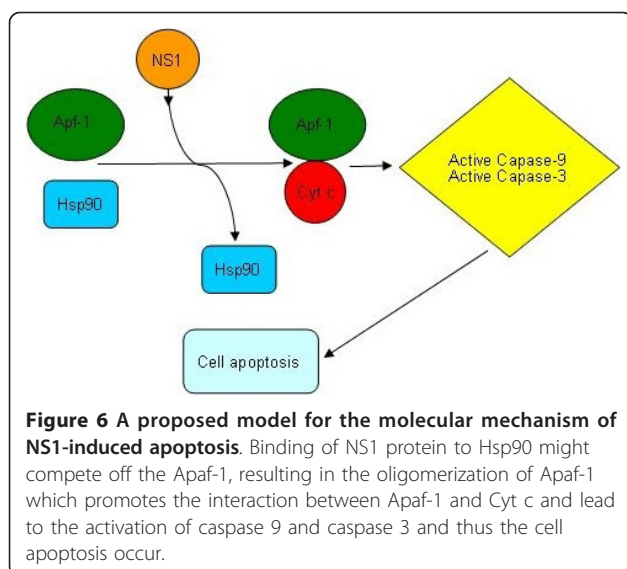 NS1
Apf-1
Apf-1
Hsp90
Cyt c
Active Capase-9
Active Capase-3
Hsp90
Cell apoptosis
Figure 6 A proposed model for the molecular mechanism of
NS1-induced apoptosis. Binding of NS1 protein to Hsp90 might
compete off the Apaf-1, resulting in the oligomerization of Apaf-1
which promotes the interaction between Apaf-1 and Cyt c and lead
to the activation of caspase 9 and caspase 3 and thus the cell
apoptosis occur.